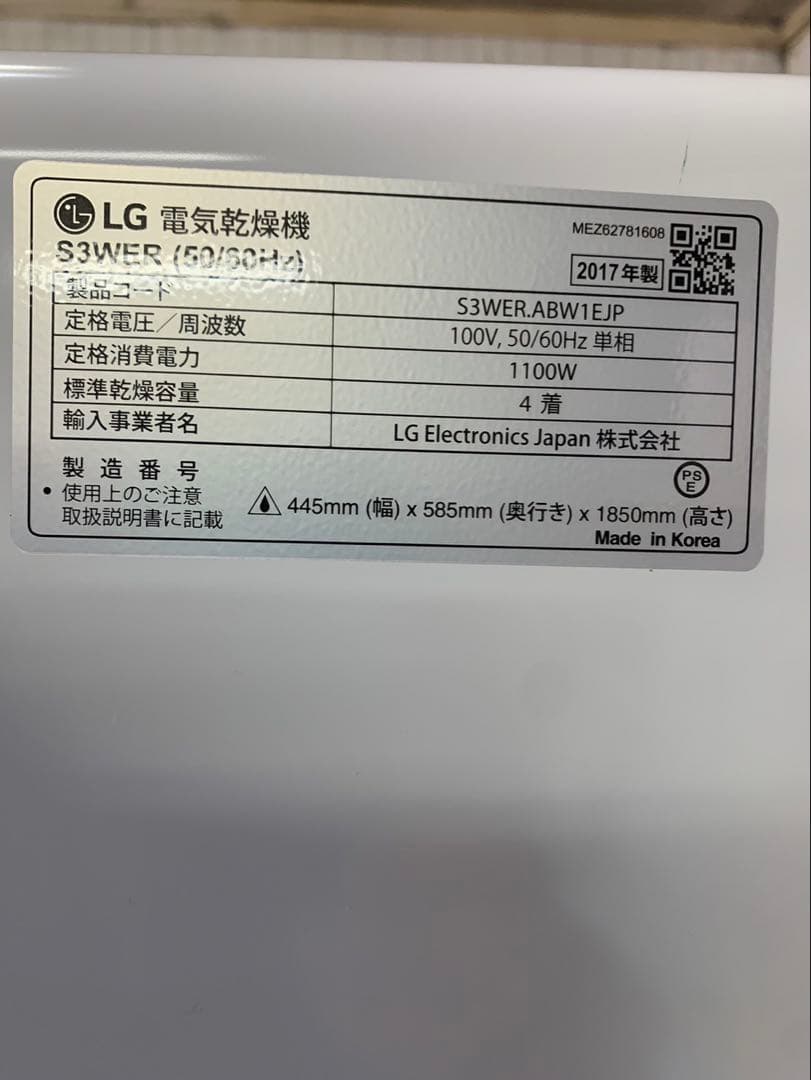 LG 電気乾燥機
MEZ62781608
S3WER (50/60Hz)
2017年製
製品コード S3WER.ABW1EJP
定格電圧／周波数 100V, 50/60Hz 単相
定格消費電力 1100W
標準乾燥容量 4 着
輸入事業者名 LG Electronics Japan 株式会社
製造番号
PS
E
• 使用上のご注意
取扱説明書に記載
445mm (幅) x 585mm (奥行き) x 1850mm (高さ)
Made in Korea